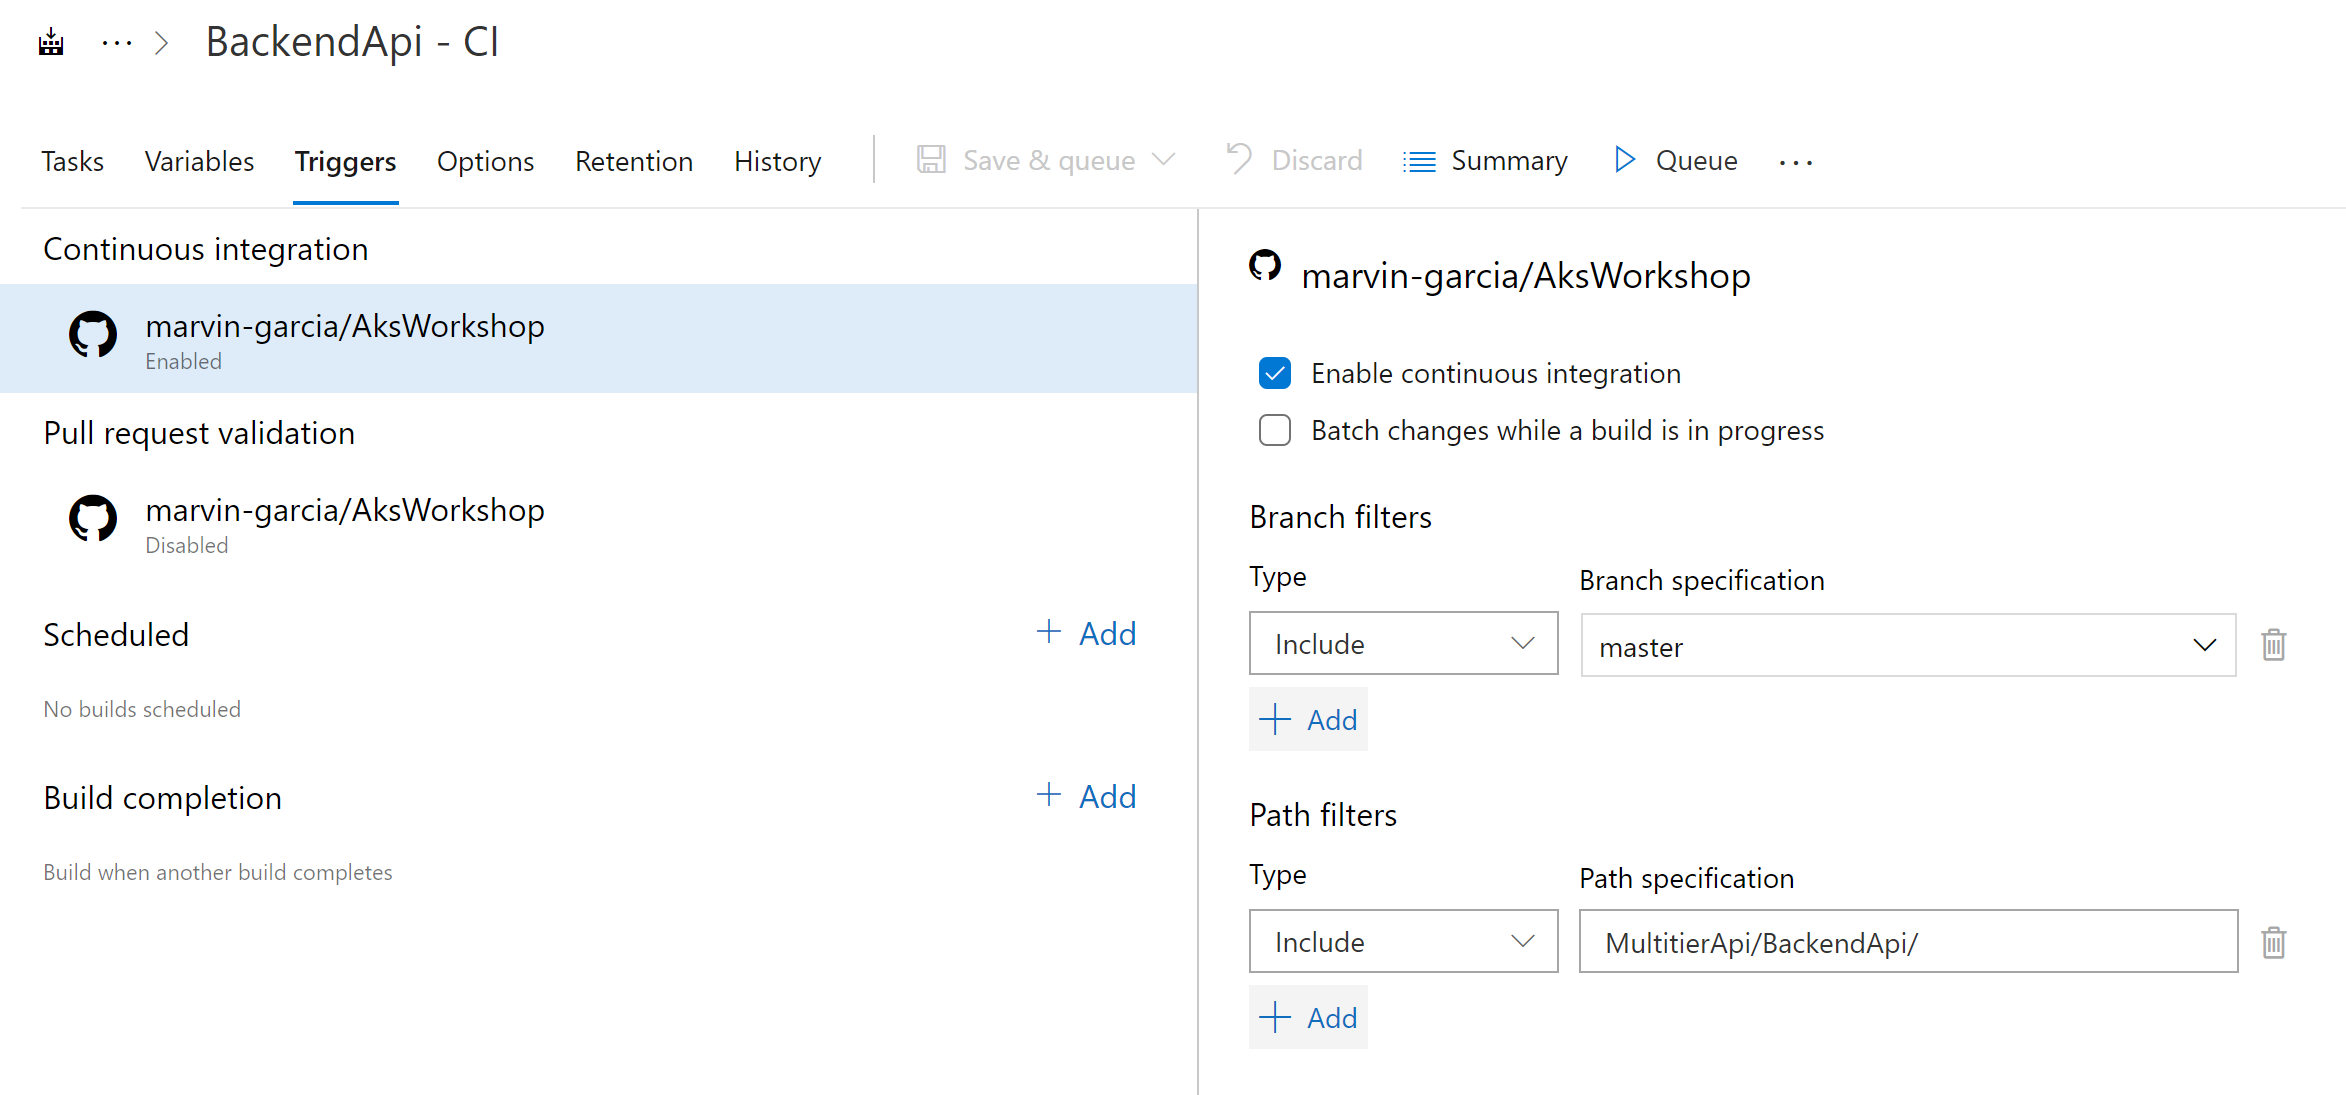 BackendApi - CI
Tasks Variables Triggers Options Retention History Save & queue Discard Summary Queue
Continuous integration
marvin-garcia/AksWorkshop
Enabled
Pull request validation
marvin-garcia/AksWorkshop
Disabled
Scheduled + Add
No builds scheduled
Build completion + Add
Build when another build completes
marvin-garcia/AksWorkshop
Enable continuous integration
Batch changes while a build is in progress
Branch filters
Type Branch specification
Include master
+ Add
Path filters
Type Path specification
Include MultitierApi/BackendApi/
+ Add